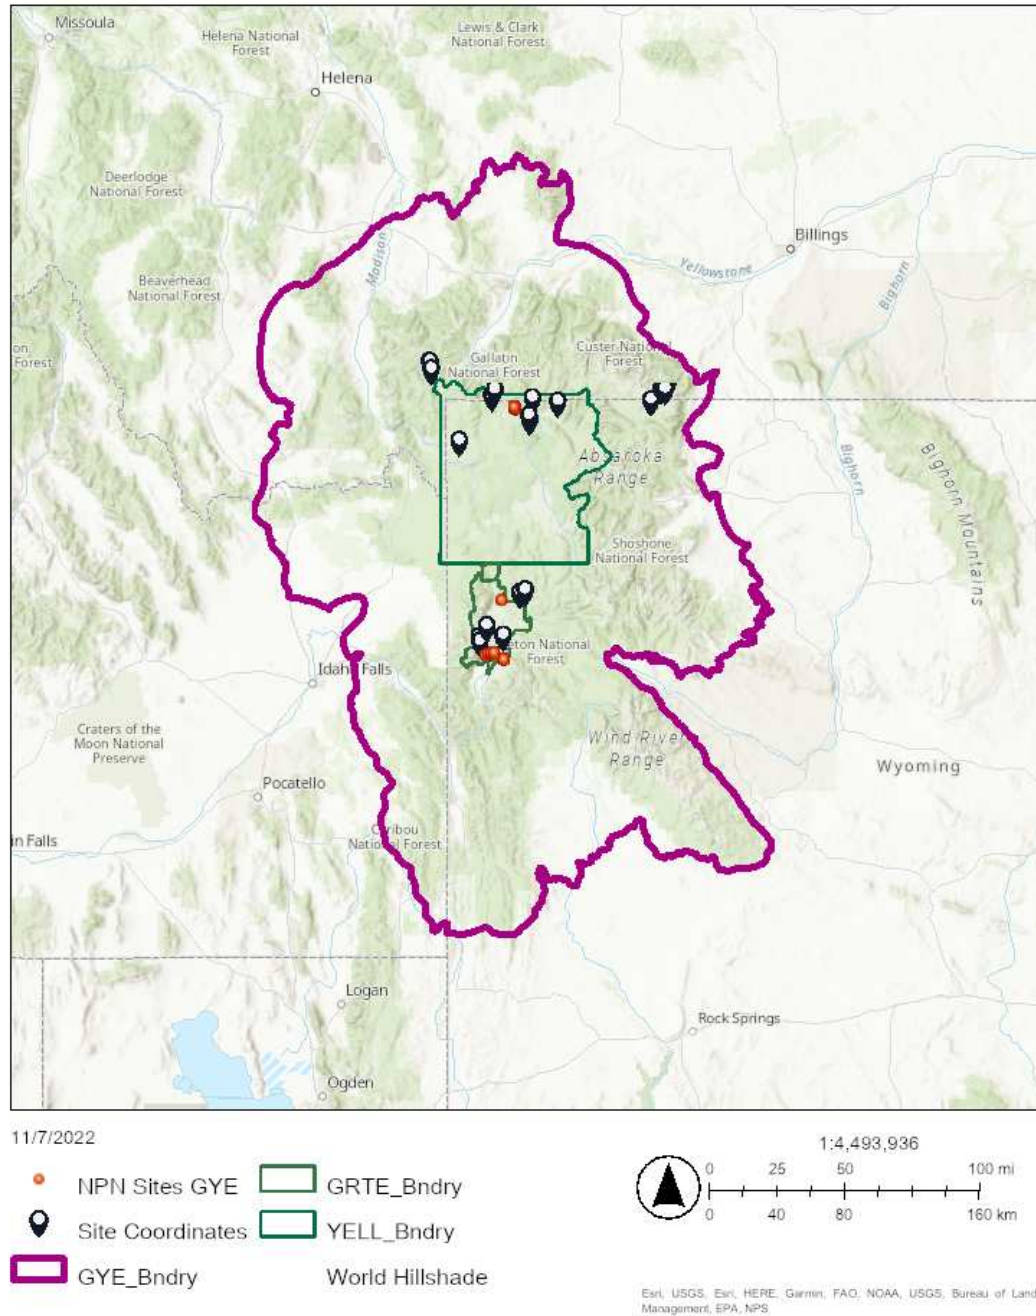 Missoula
Helena National
Forest
Lewis & Clark
National Forest
Helena
Deerlodge
National Forest
Billings
Madison
Yellowstone
Bighorn
Beaverhead
National Forest
on
Forest
Gallatin
National Forest
Custer National
Forest
Absaroka
Range
Bighorn
Bighorn Mountains
Shoshone
National Forest
Teton National
Forest
Idaho Falls
Craters of the
Moon National
Preserve
Wind River
Range
Wyoming
Pocatello
in Falls
Caribou
National Forest
Logan
Rock Springs
Ogden
11/7/2022
1:4,493,936
0 25 50 100 mi
0 40 80 160 km
NPN Sites GYE
GRTE_Bndry
Site Coordinates
YELL_Bndry
GYE_Bndry
World Hillshade
Esri, USGS, Esri, HERE, Garmin, FAO, NOAA, USGS, Bureau of Land
Management, EPA, NPS